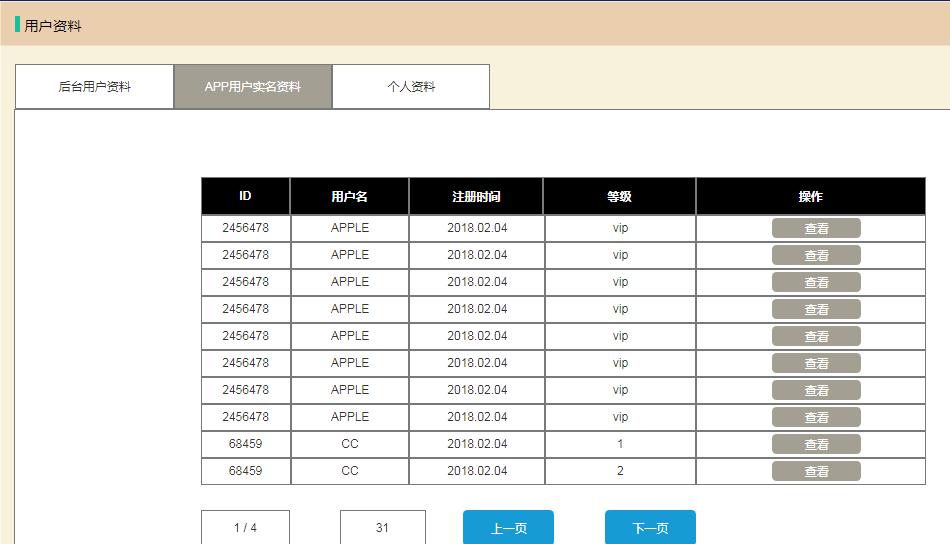 用户资料
后台用户资料 APP用户实名资料 个人资料
ID 用户名 注册时间 等级 操作
2456478 APPLE 2018.02.04 vip 查看
2456478 APPLE 2018.02.04 vip 查看
2456478 APPLE 2018.02.04 vip 查看
2456478 APPLE 2018.02.04 vip 查看
2456478 APPLE 2018.02.04 vip 查看
2456478 APPLE 2018.02.04 vip 查看
2456478 APPLE 2018.02.04 vip 查看
2456478 APPLE 2018.02.04 vip 查看
68459 CC 2018.02.04 1 查看
68459 CC 2018.02.04 2 查看
1 / 4 31 上一页 下一页